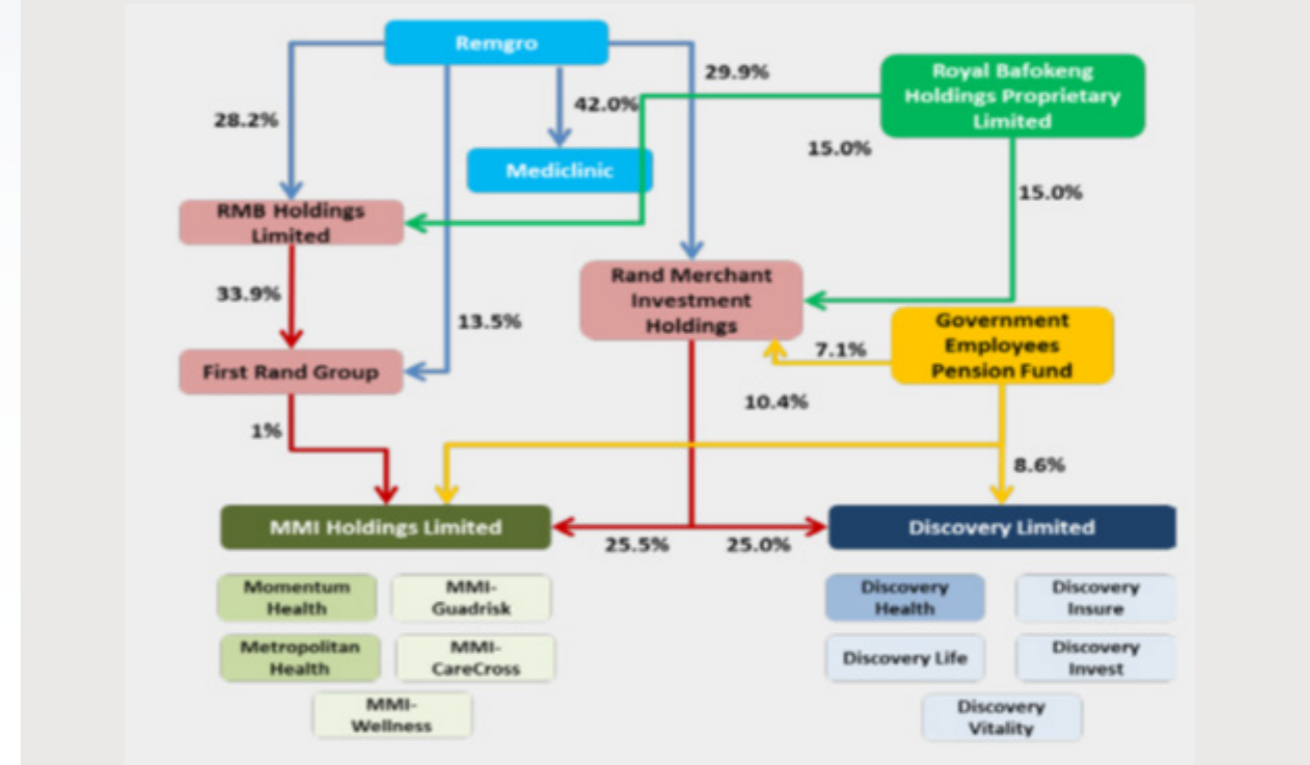 Remgro
29.9%
Royal Bafokeng
Holdings Proprietary
Limited
28.2%
42.0%
15.0%
Mediclinic
15.0%
RMB Holdings
Limited
33.9%
Rand Merchant
Investment
Holdings
13.5%
Government
Employees
Pension Fund
7.1%
First Rand Group
10.4%
1%
8.6%
MMI Holdings Limited
Discovery Limited
25.5%
25.0%
Momentum
Health
MMI-
Guadrisk
Discovery
Health
Discovery
Insure
Metropolitan
Health
MMI-
CareCross
Discovery Life
Discovery
Invest
MMI-
Wellness
Discovery
Vitality